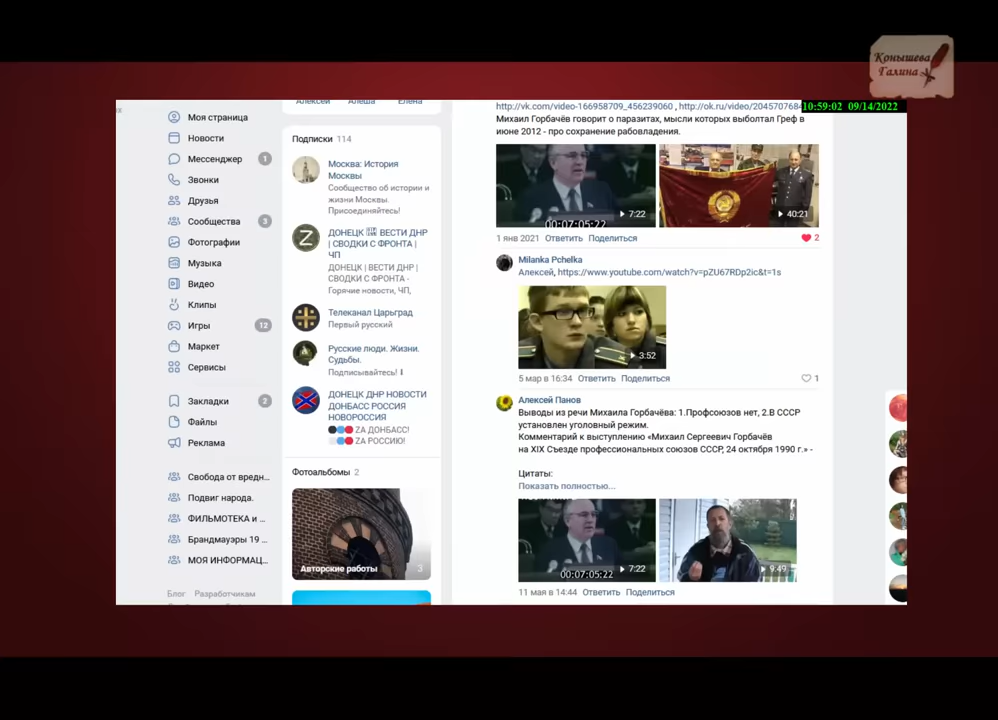 Конышева
Галина
10:59:02 09/14/2022
Моя страница
Новости
Мессенджер 1
Звонки
Друзья
Сообщества 3
Фотографии
Музыка
Видео
Клипы
Игры 12
Маркет
Сервисы
Закладки 2
Файлы
Реклама
Свобода от вредн...
Подвиг народа.
ФИЛЬМОТЕКА и ...
Брандмауэры 19 ...
МОЯ ИНФОРМАЦ...
Блог Разработчикам
Алексей Алеша Елена
Подписки 114
Москва: История
Москвы
Сообщество об истории и
жизни Москвы.
Присоединяйтесь!
ДОНЕЦК ВЕСТИ ДНР
| СВОДКИ С ФРОНТА |
ЧП
ДОНЕЦК | ВЕСТИ ДНР |
СВОДКИ С ФРОНТА -
Горячие новости, ЧП,
Телеканал Царьград
Первый русский
Русские люди. Жизни.
Судьбы.
Подписывайтесь!
ДОНЕЦК ДНР НОВОСТИ
ДОНБАСС РОССИЯ
НОВОРОССИЯ
ZA ДОНБАСС!
ZA РОССИЮ!
Фотоальбомы 2
Авторские работы 3
http://vk.com/video-166958709_456239060 , http://ok.ru/video/204570768
Михаил Горбачёв говорит о паразитах, мысли которых выболтал Греф в
июне 2012 - про сохранение рабовладения.
00:07:05:22
7:22
40:21
1 янв 2021 Ответить Поделиться 2
Milanka Pchelka
Алексей, https://www.youtube.com/watch?v=pZU67RDp2ic&t=1s
3:52
5 мар в 16:34 Ответить Поделиться 1
Алексей Панов
Выводы из речи Михаила Горбачёва: 1.Профсоюзов нет, 2.В СССР
установлен уголовный режим.
Комментарий к выступлению «Михаил Сергеевич Горбачёв
на XIX Съезде профессиональных союзов СССР, 24 октября 1990 г.» -
Цитаты:
Показать полностью...
00:07:05:22
7:22
9:49
11 мая в 14:44 Ответить Поделиться